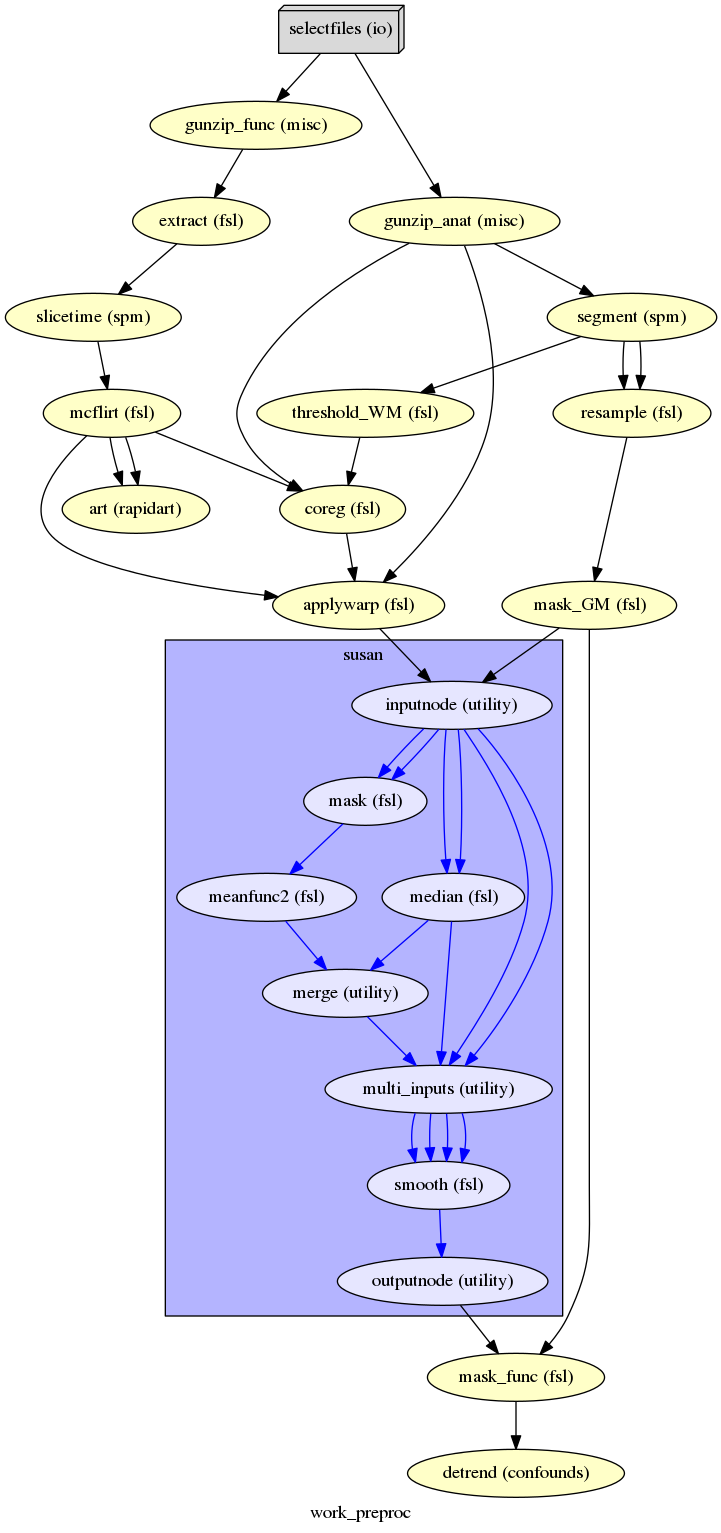 selectfiles (io)
gunzip_func (misc)
extract (fsl)
gunzip_anat (misc)
slicetime (spm)
segment (spm)
mcflirt (fsl)
threshold_WM (fsl)
resample (fsl)
art (rapidart)
coreg (fsl)
applywarp (fsl)
mask_GM (fsl)
susan
inputnode (utility)
mask (fsl)
meanfunc2 (fsl)
median (fsl)
merge (utility)
multi_inputs (utility)
smooth (fsl)
outputnode (utility)
mask_func (fsl)
detrend (confounds)
work_preproc